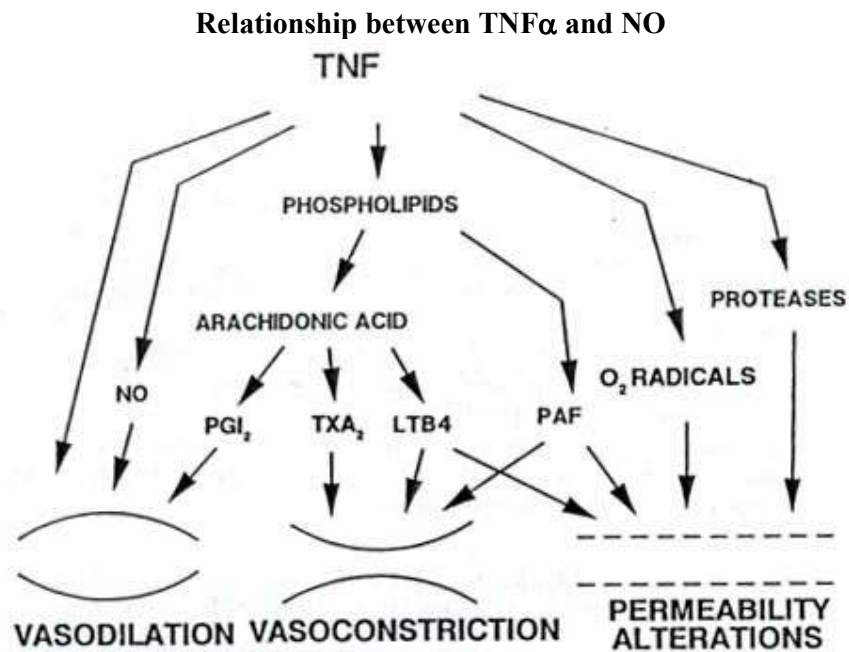 Relationship between TNFα and NO
TNF
PHOSPHOLIPIDS
PROTEASES
ARACHIDONIC ACID
O₂ RADICALS
NO
PGI₂ TXA₂ LTB4 PAF
VASODILATION VASOCONSTRICTION PERMEABILITY
ALTERATIONS